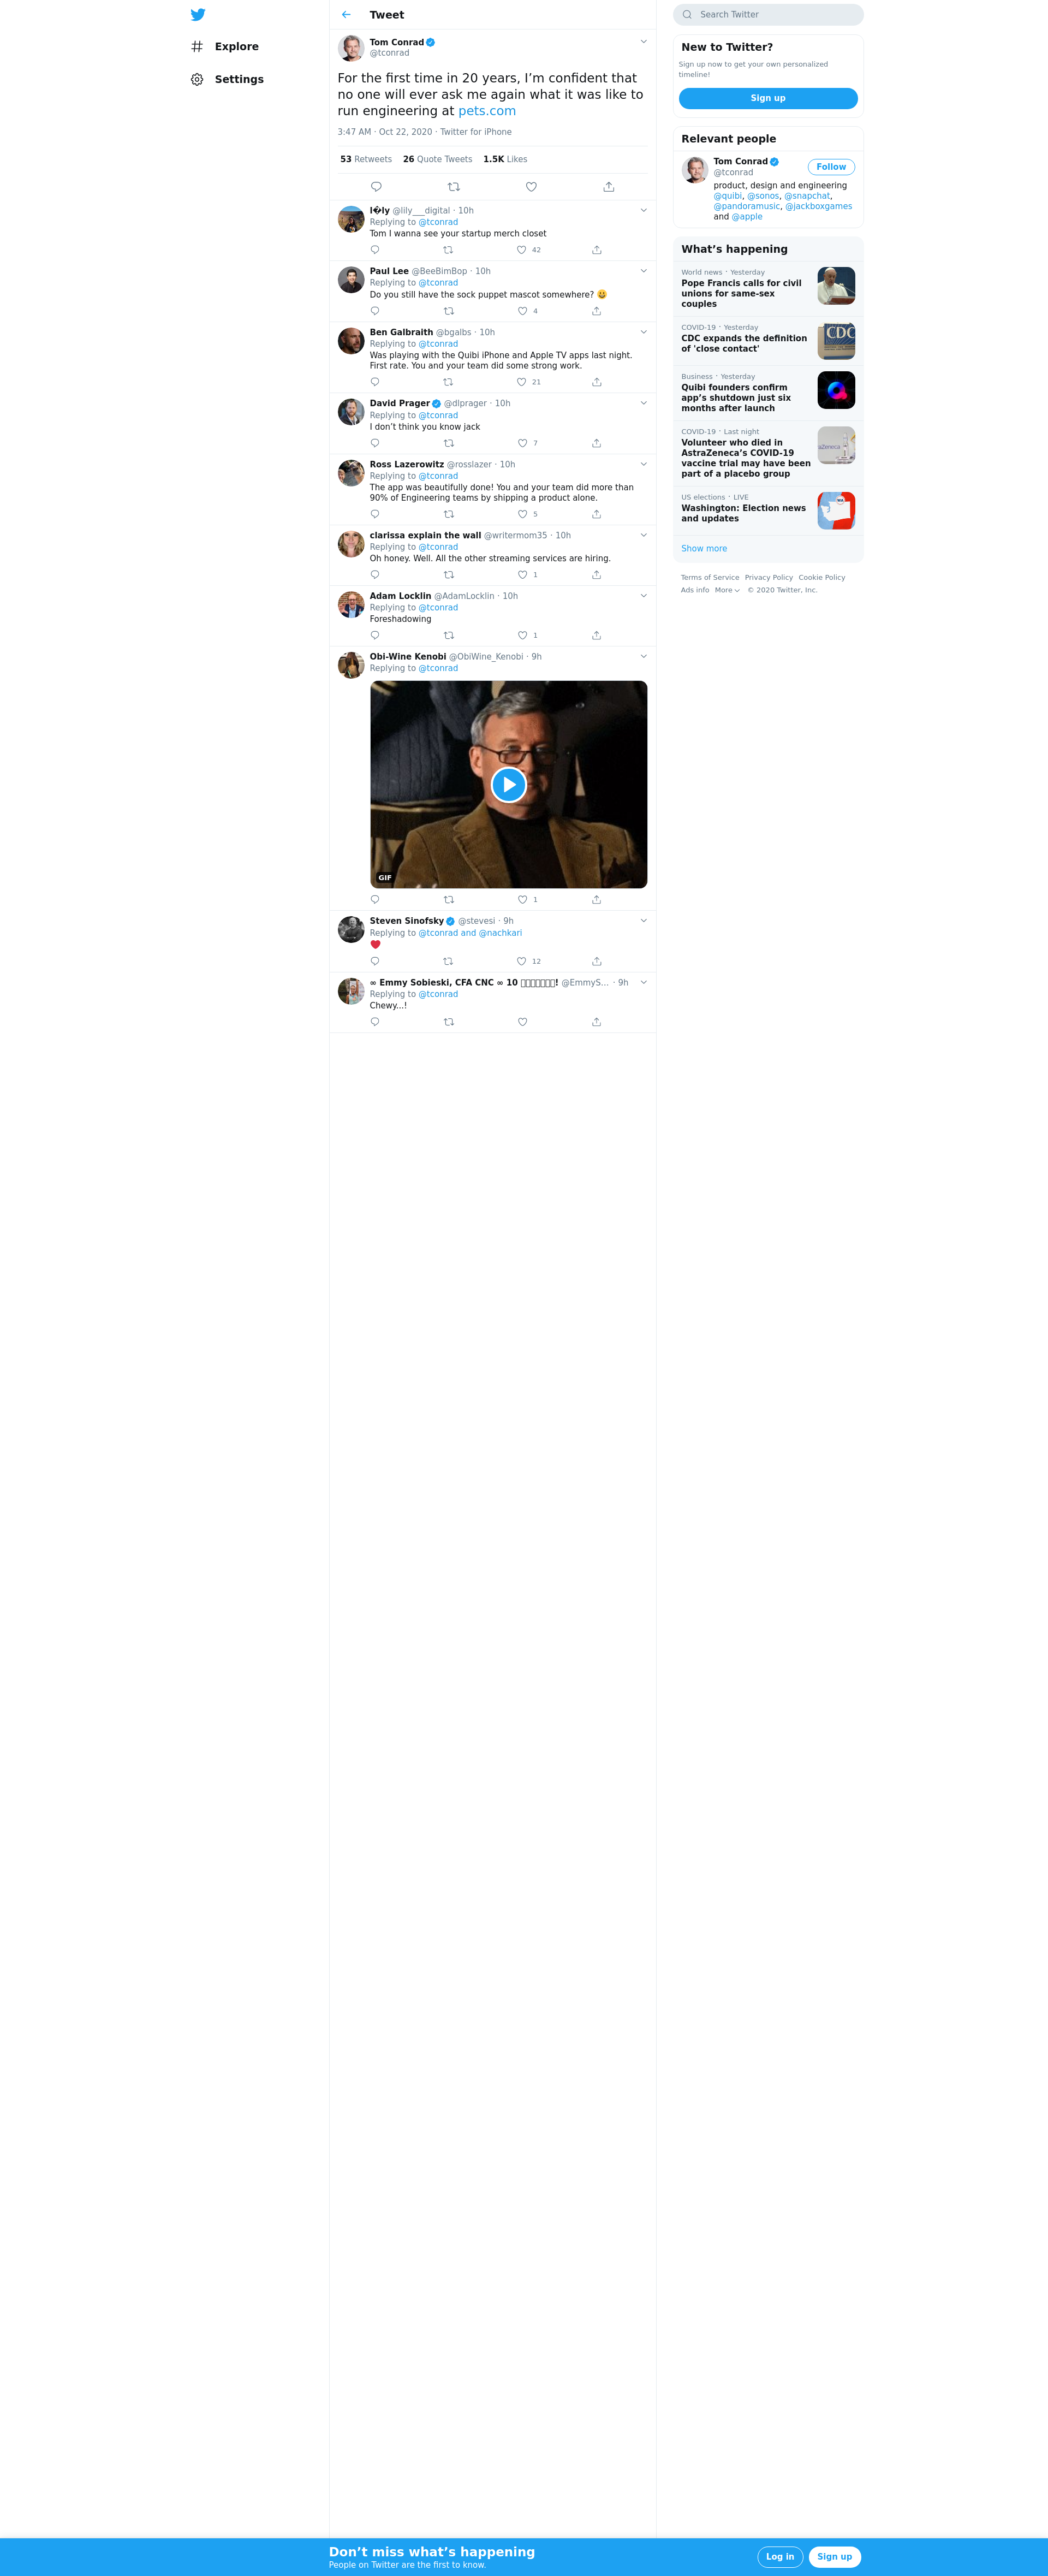 Explore
Settings
Tweet
Tom Conrad
@tconrad
For the first time in 20 years, I’m confident that
no one will ever ask me again what it was like to
run engineering at pets.com
3:47 AM · Oct 22, 2020 · Twitter for iPhone
53 Retweets 26 Quote Tweets 1.5K Likes
l�ly @lily___digital · 10h
Replying to @tconrad
Tom I wanna see your startup merch closet
42
Paul Lee @BeeBimBop · 10h
Replying to @tconrad
Do you still have the sock puppet mascot somewhere? 😃
4
Ben Galbraith @bgalbs · 10h
Replying to @tconrad
Was playing with the Quibi iPhone and Apple TV apps last night.
First rate. You and your team did some strong work.
21
David Prager @dlprager · 10h
Replying to @tconrad
I don’t think you know jack
7
Ross Lazerowitz @rosslazer · 10h
Replying to @tconrad
The app was beautifully done! You and your team did more than
90% of Engineering teams by shipping a product alone.
5
clarissa explain the wall @writermom35 · 10h
Replying to @tconrad
Oh honey. Well. All the other streaming services are hiring.
1
Adam Locklin @AdamLocklin · 10h
Replying to @tconrad
Foreshadowing
1
Obi-Wine Kenobi @ObiWine_Kenobi · 9h
Replying to @tconrad
GIF
1
Steven Sinofsky @stevesi · 9h
Replying to @tconrad and @nachkari
❤️
12
∞ Emmy Sobieski, CFA CNC ∞ 10 ! @EmmyS… · 9h
Replying to @tconrad
Chewy...!
Search Twitter
New to Twitter?
Sign up now to get your own personalized
timeline!
Sign up
Relevant people
Tom Conrad
@tconrad
Follow
product, design and engineering
@quibi, @sonos, @snapchat,
@pandoramusic, @jackboxgames
and @apple
What’s happening
World news · Yesterday
Pope Francis calls for civil
unions for same-sex
couples
COVID-19 · Yesterday
CDC expands the definition
of 'close contact'
CDC
Business · Yesterday
Quibi founders confirm
app’s shutdown just six
months after launch
COVID-19 · Last night
Volunteer who died in
AstraZeneca’s COVID-19
vaccine trial may have been
part of a placebo group
raZeneca
US elections · LIVE
Washington: Election news
and updates
Show more
Terms of Service Privacy Policy Cookie Policy
Ads info More © 2020 Twitter, Inc.
Don’t miss what’s happening
People on Twitter are the first to know.
Log in
Sign up